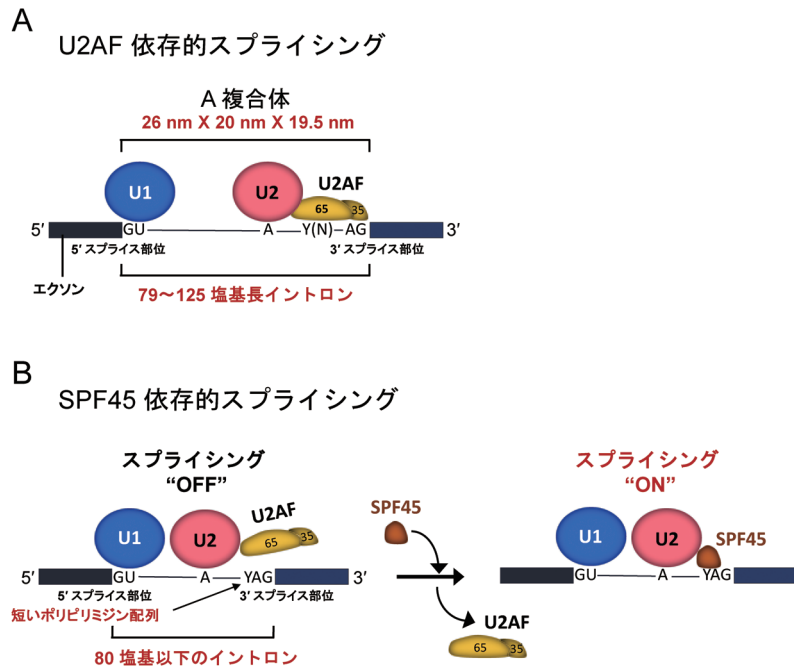 A
U2AF 依存的スプライシング
A 複合体
26 nm X 20 nm X 19.5 nm
U1
U2
U2AF
65
35
5′
GU
A
Y(N)
AG
3′
5′ スプライス部位
3′ スプライス部位
エクソン
79〜125 塩基長イントロン
B
SPF45 依存的スプライシング
スプライシング
“OFF”
U1
U2
U2AF
65
35
5′
GU
A
YAG
3′
5′ スプライス部位
3′ スプライス部位
短いポリピリミジン配列
80 塩基以下のイントロン
SPF45
U2AF
65
35
スプライシング
“ON”
U1
U2
SPF45
GU
A
YAG